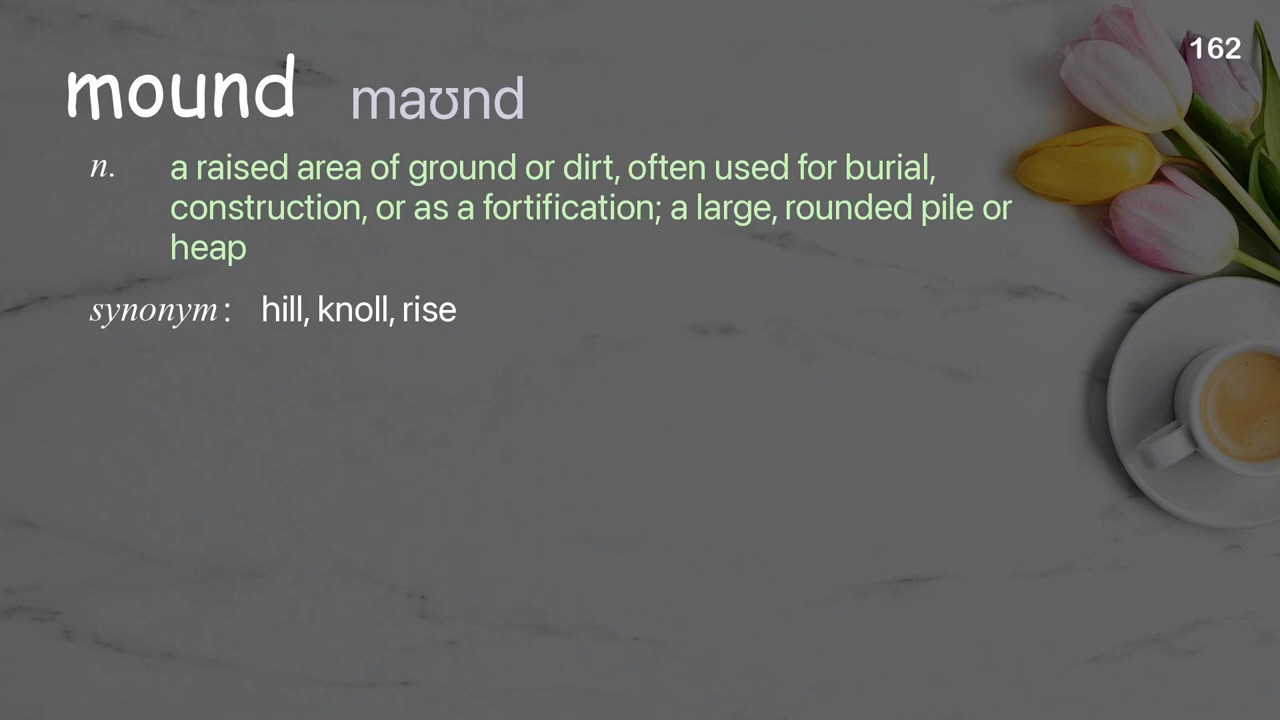 162
mound maʊnd
n. a raised area of ground or dirt, often used for burial,
construction, or as a fortification; a large, rounded pile or
heap
synonym: hill, knoll, rise